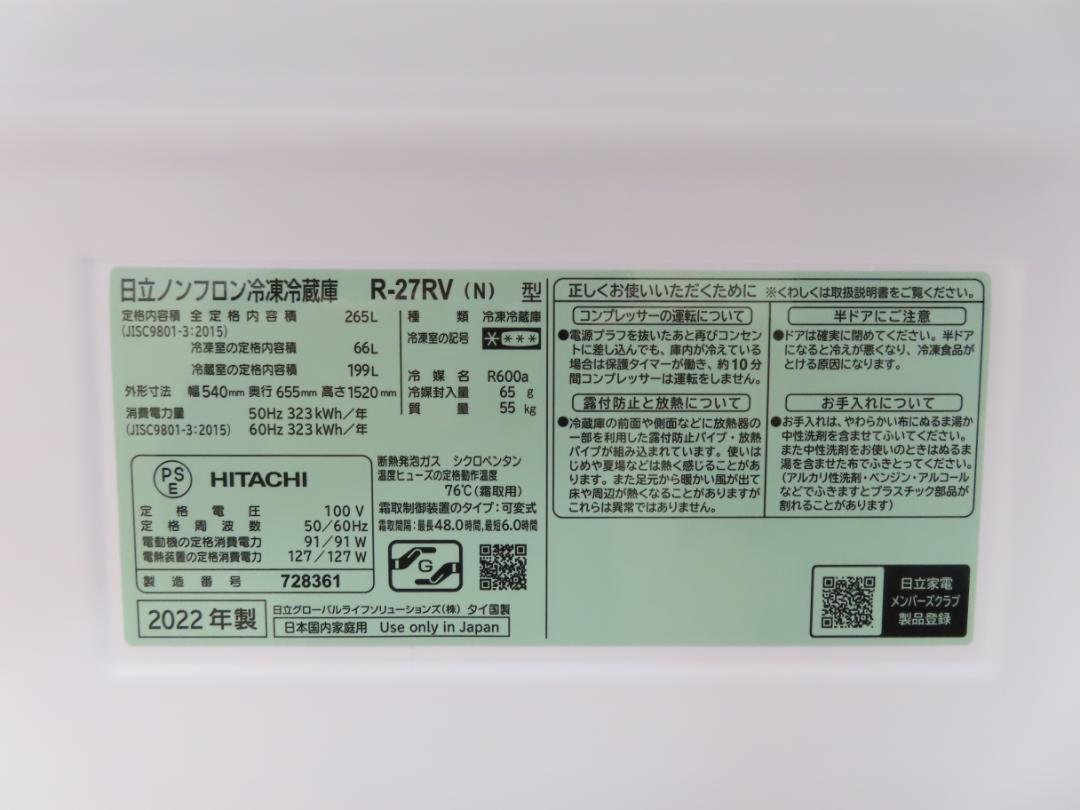 日立ノンフロン冷凍冷蔵庫 R-27RV (N) 型
定格内容積 全定格内容積 265L
(JISC9801-3:2015)
冷凍室の定格内容積 66L
冷蔵室の定格内容積 199L
外形寸法 幅540mm 奥行655mm 高さ1520mm
消費電力量 50Hz 323kWh/年
(JISC9801-3:2015) 60Hz 323kWh/年
種類 冷凍冷蔵庫
冷凍室の記号
冷媒名 R600a
冷媒封入量 65g
質量 55kg
PS
E
HITACHI
定格電圧 100V
定格周波数 50/60Hz
電動機の定格消費電力 91/91W
電熱装置の定格消費電力 127/127W
製造番号 728361
断熱発泡ガス シクロペンタン
温度ヒューズの定格動作温度
76℃(霜取用)
霜取制御装置のタイプ:可変式
霜取間隔:最長48.0時間,最短6.0時間
G
2022年製
日立グローバルライフソリューションズ(株) タイ国製
日本国内家庭用 Use only in Japan
正しくお使いいただくために ※くわしくは取扱説明書をご覧ください。
コンプレッサーの運転について
●電源プラグを抜いたあと再びコンセン
トに差し込んでも、庫内が冷えている
場合は保護タイマーが働き、約10分
間コンプレッサーは運転をしません。
露付防止と放熱について
●冷蔵庫の前面や側面などに放熱器の
一部を利用した露付防止パイプ・放熱
パイプが組み込まれています。使いは
じめや夏場などは熱く感じることがあ
ります。また足元から暖かい風が出て
床や周辺が熱くなることがありますが
これらは異常ではありません。
半ドアにご注意
●ドアは確実に閉めてください。半ドア
になると冷えが悪くなり、冷凍食品が
とける原因になります。
お手入れについて
●お手入れは、やわらかい布にぬるま湯か
中性洗剤を含ませてふいてください。
また中性洗剤をお使いのときはぬるま
湯を含ませた布でふきとってください。
(アルカリ性洗剤・ベンジン・アルコール
などでふきますとプラスチック部品が
割れることがあります)
日立家電
メンバーズクラブ
製品登録